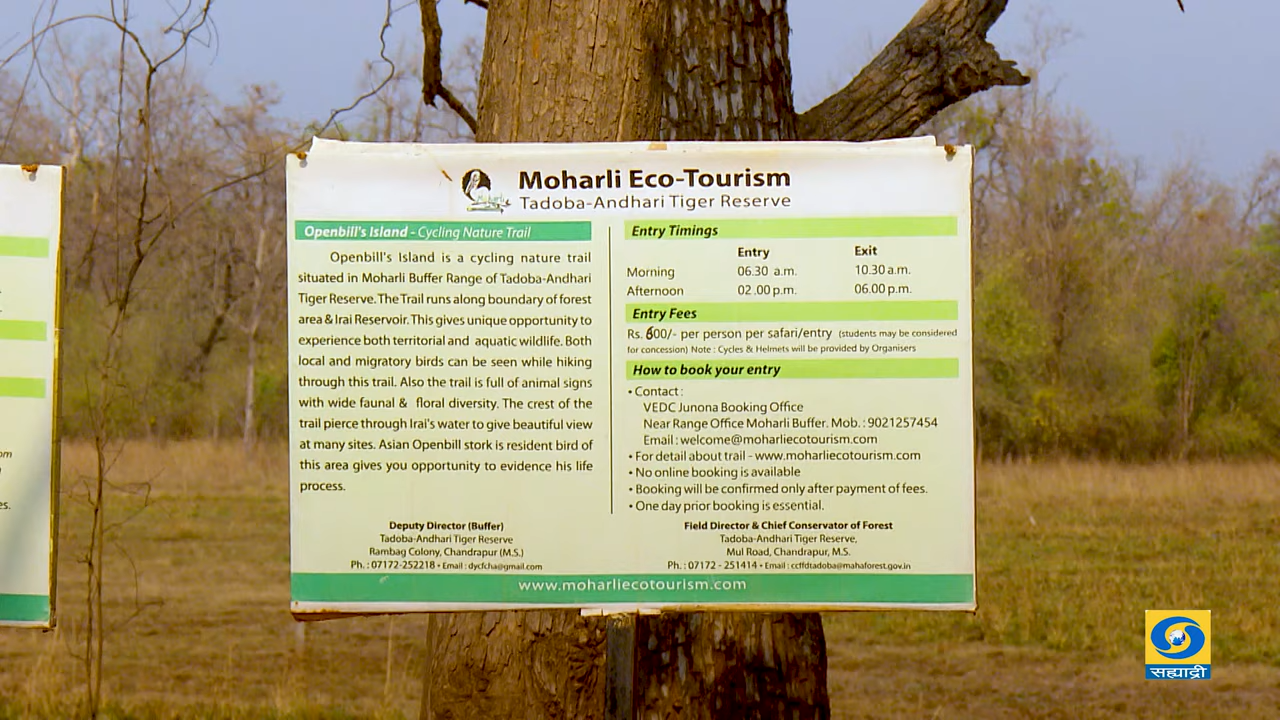 Moharli Eco-Tourism
Tadoba-Andhari Tiger Reserve
Openbill's Island - Cycling Nature Trail
Openbill's Island is a cycling nature trail
situated in Moharli Buffer Range of Tadoba-Andhari
Tiger Reserve. The Trail runs along boundary of forest
area & Irai Reservoir. This gives unique opportunity to
experience both territorial and aquatic wildlife. Both
local and migratory birds can be seen while hiking
through this trail. Also the trail is full of animal signs
with wide faunal & floral diversity. The crest of the
trail pierce through Irai's water to give beautiful view
at many sites. Asian Openbill stork is resident bird of
this area gives you opportunity to evidence his life
process.
Entry Timings
Entry Exit
Morning 06.30 a.m. 10.30 a.m.
Afternoon 02.00 p.m. 06.00 p.m.
Entry Fees
Rs. 600/- per person per safari/entry (students may be considered
for concession) Note : Cycles & Helmets will be provided by Organisers
How to book your entry
• Contact :
VEDC Junona Booking Office
Near Range Office Moharli Buffer. Mob. : 9021257454
Email : welcome@moharliecotourism.com
• For detail about trail - www.moharliecotourism.com
• No online booking is available
• Booking will be confirmed only after payment of fees.
• One day prior booking is essential.
Deputy Director (Buffer)
Tadoba-Andhari Tiger Reserve,
Rambag Colony, Chandrapur (M.S.)
Ph. : 07172-252218 • Email : dycfcha@gmail.com
Field Director & Chief Conservator of Forest
Tadoba-Andhari Tiger Reserve,
Mul Road, Chandrapur, M.S.
Ph. : 07172 - 251414 • Email : ccffdtadoba@mahaforest.gov.in
www.moharliecotourism.com
सह्याद्री